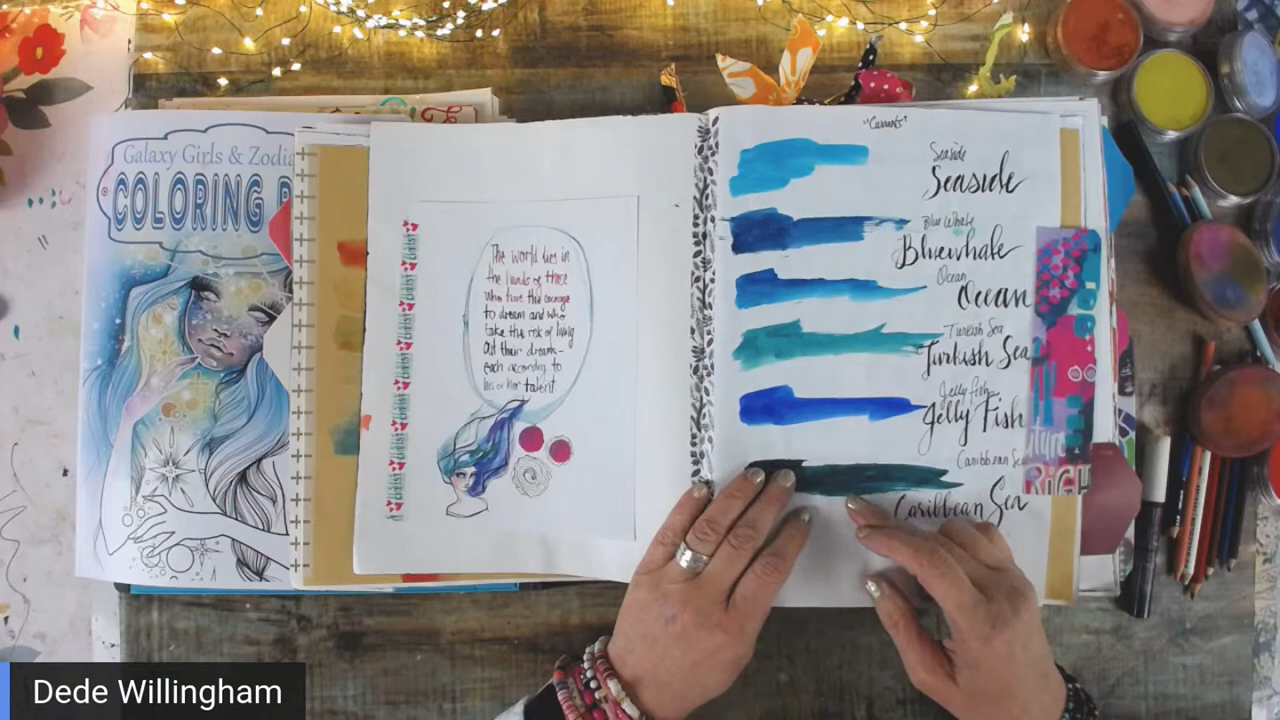 Galaxy Girls & Zodia
COLORING B
The world lies in
the hands of those
who have the courage
to dream and who
take the risk of living
out their dreams-
each according to
his or her talent
"Currents"
Seaside
Seaside
Blue Whale
Bluewhale
Ocean
Ocean
Turkish Sea
Turkish Sea
Jelly Fish
Jelly Fish
Caribbean Sea
Caribbean Sea
Dede Willingham